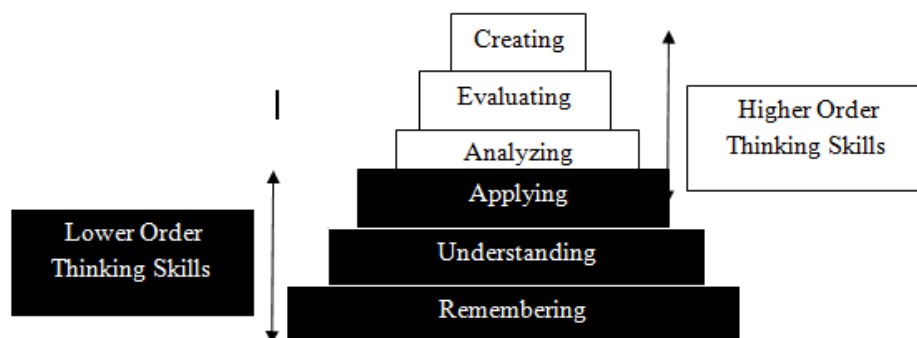 Creating
Evaluating
Higher Order
Thinking Skills
Analyzing
Applying
Lower Order
Thinking Skills
Understanding
Remembering